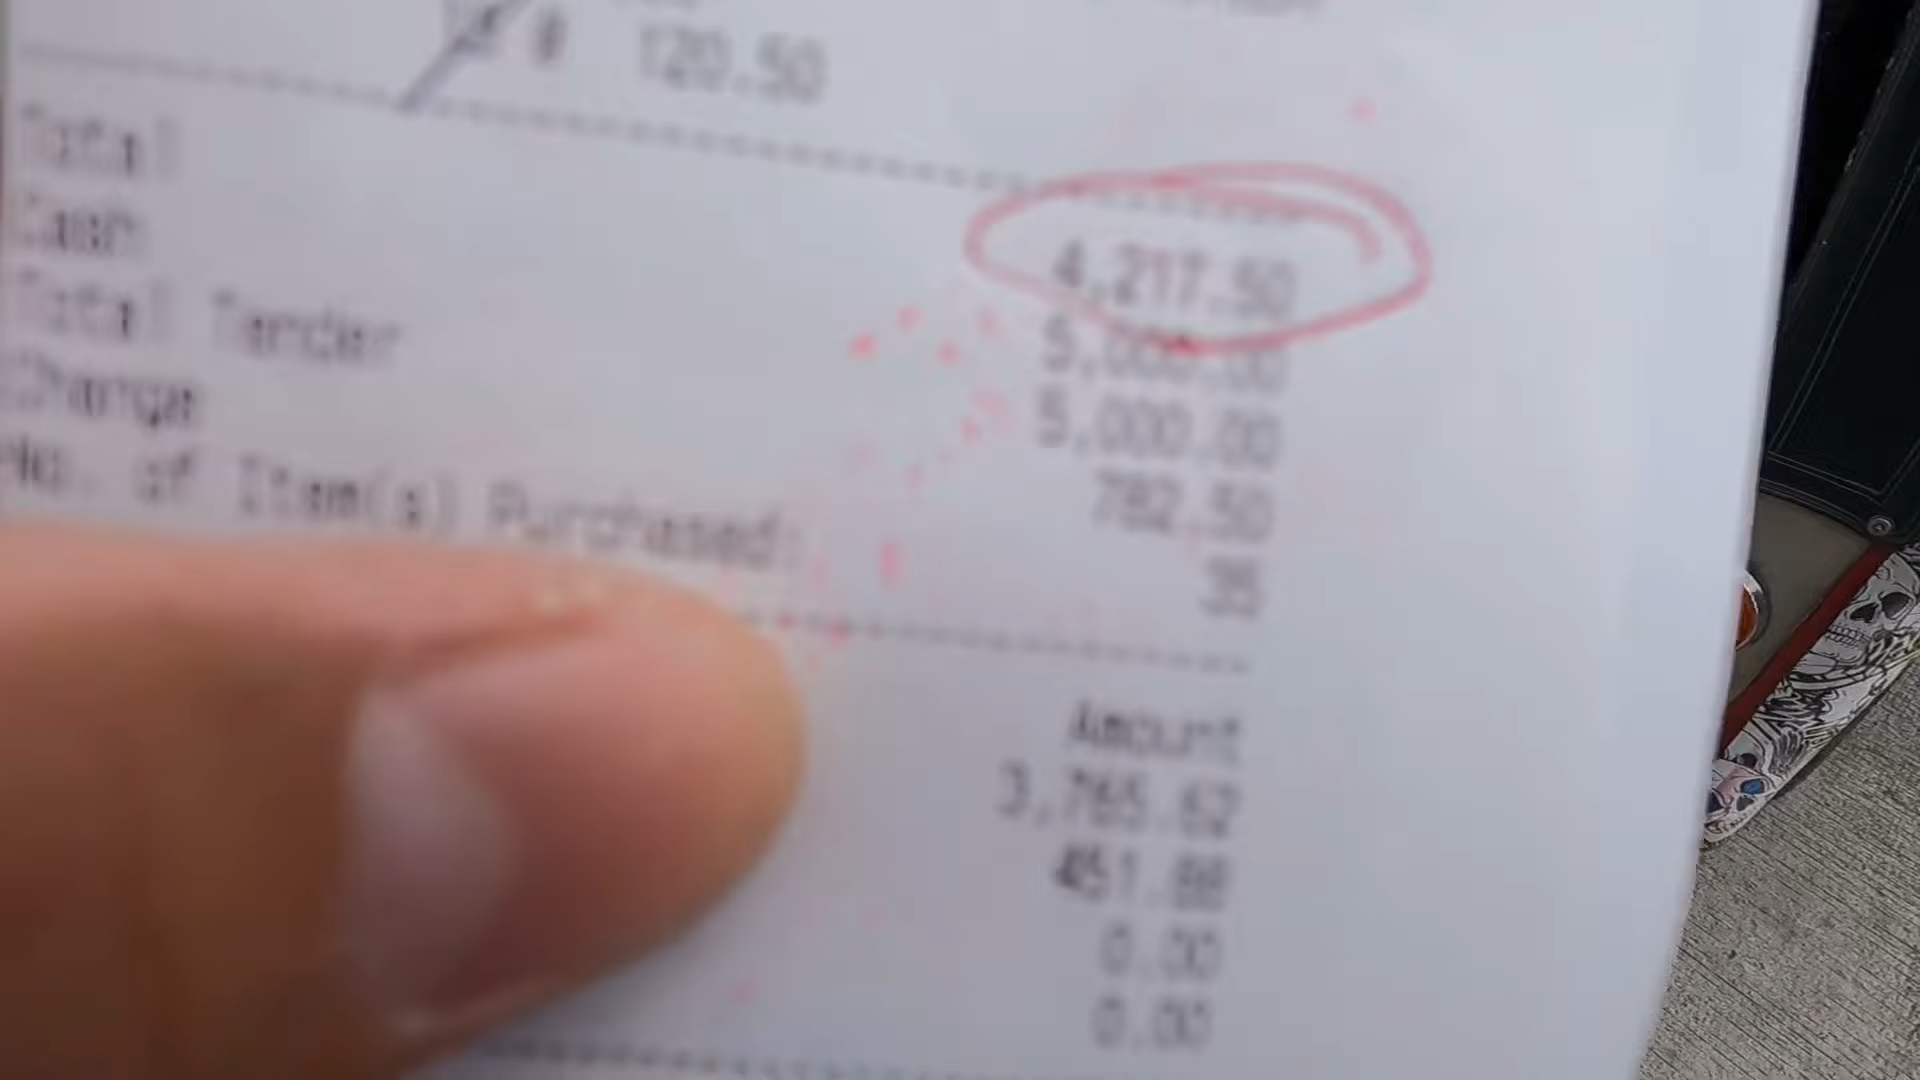 @ 120.50
Total 4,217.50
Cash 5,000.00
Total Tender 5,000.00
Change 782.50
No. of Item(s) Purchased: 35
Amount
3,765.62
451.88
0.00
0.00